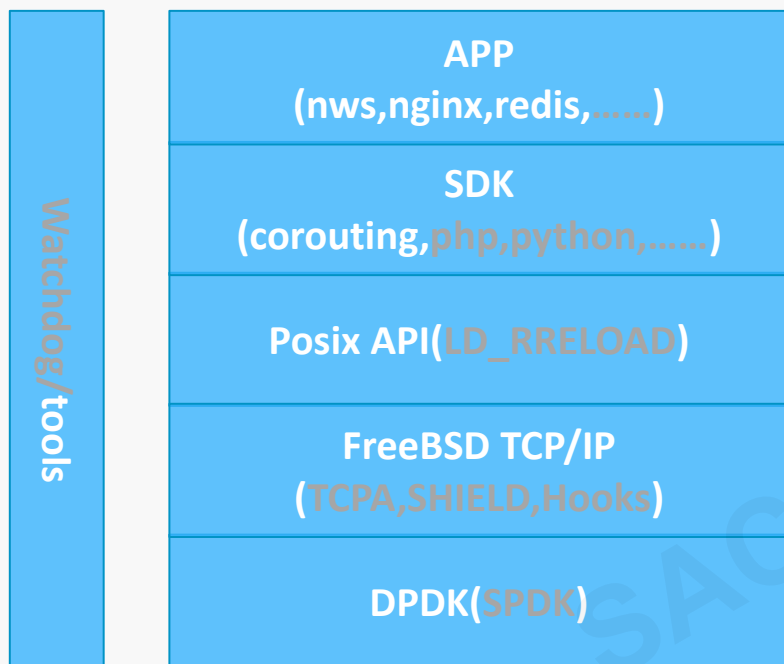 Watchdog/tools
APP
(nws,nginx,redis,......)
SDK
(corouting,php,python,......)
Posix API(LD_RRELOAD)
FreeBSD TCP/IP
(TCPA,SHIELD,Hooks)
DPDK(SPDK)
SAC